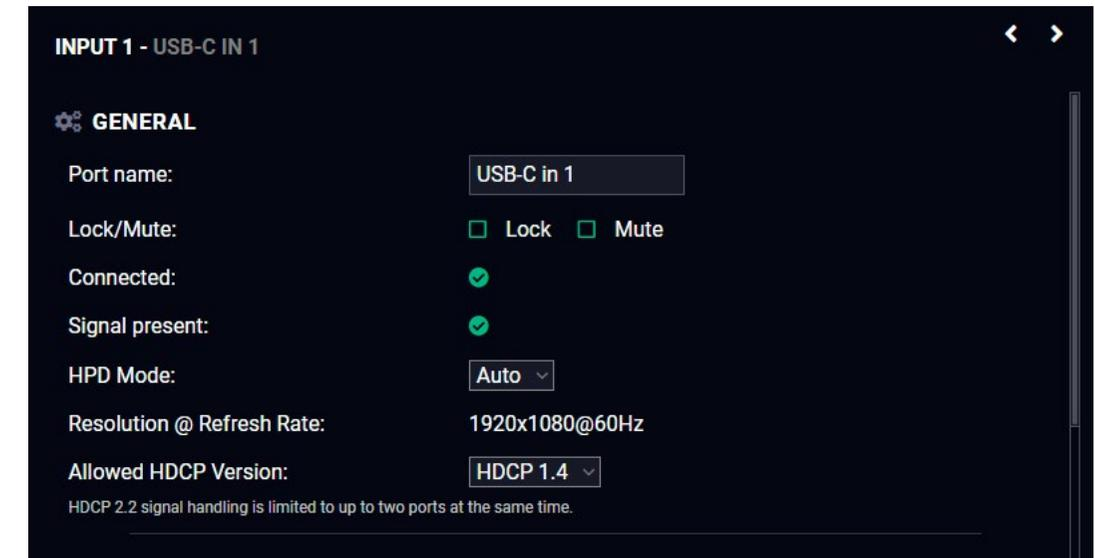 INPUT 1 - USB-C IN 1
GENERAL
Port name: USB-C in 1
Lock/Mute: Lock Mute
Connected:
Signal present:
HPD Mode: Auto
Resolution @ Refresh Rate: 1920x1080@60Hz
Allowed HDCP Version: HDCP 1.4
HDCP 2.2 signal handling is limited to up to two ports at the same time.